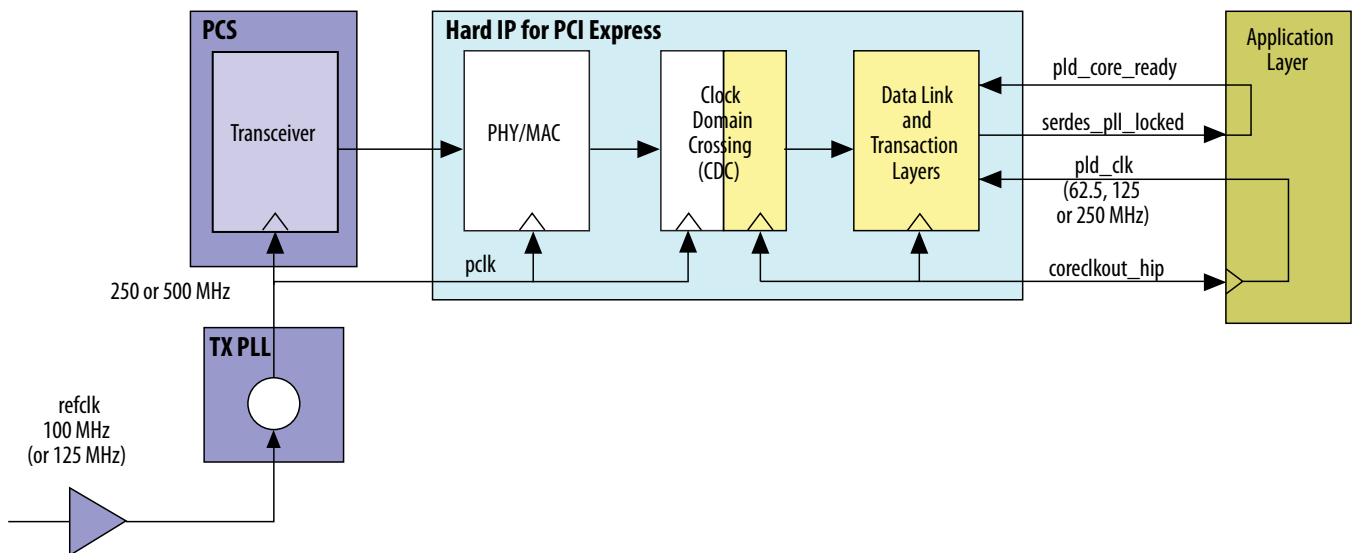 PCS
Transceiver
250 or 500 MHz
TX PLL
refclk
100 MHz
(or 125 MHz)
Hard IP for PCI Express
PHY/MAC
Clock
Domain
Crossing
(CDC)
Data Link
and
Transaction
Layers
pclk
pld_core_ready
serdes_pll_locked
pld_clk
(62.5, 125
or 250 MHz)
coreclkout_hip
Application
Layer